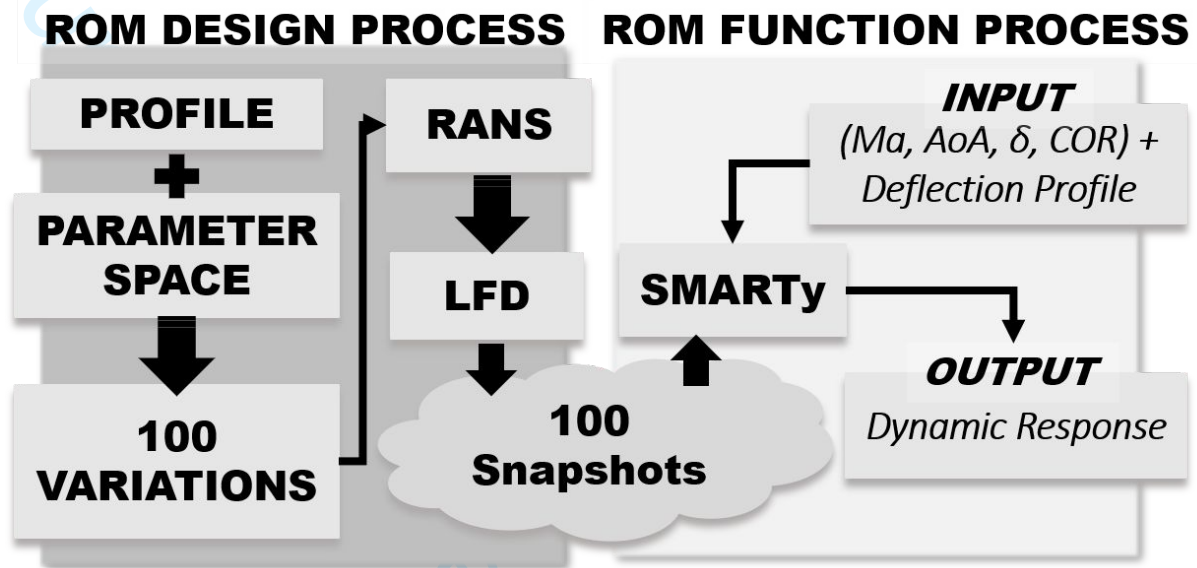 ROM DESIGN PROCESS
PROFILE
PARAMETER
SPACE
100
VARIATIONS
RANS
LFD
100
Snapshots
ROM FUNCTION PROCESS
INPUT
(Ma, AoA, δ, COR) +
Deflection Profile
SMARTy
OUTPUT
Dynamic Response